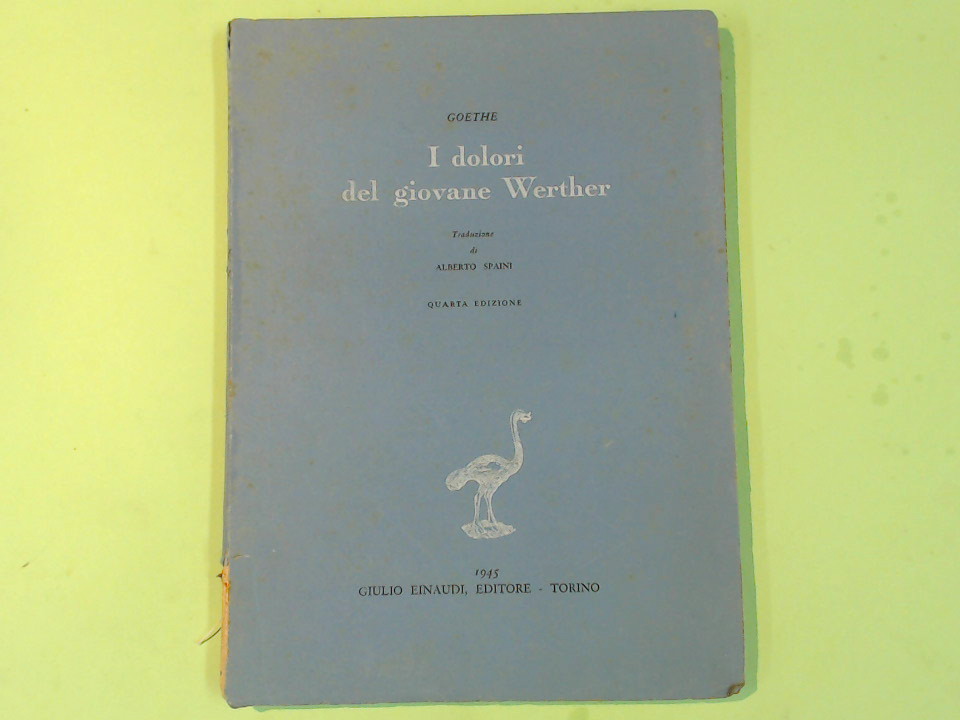 GOETHE
I dolori
del giovane Werther
Traduzione
di
ALBERTO SPAINI
QUARTA EDIZIONE
1945
GIULIO EINAUDI, EDITORE - TORINO